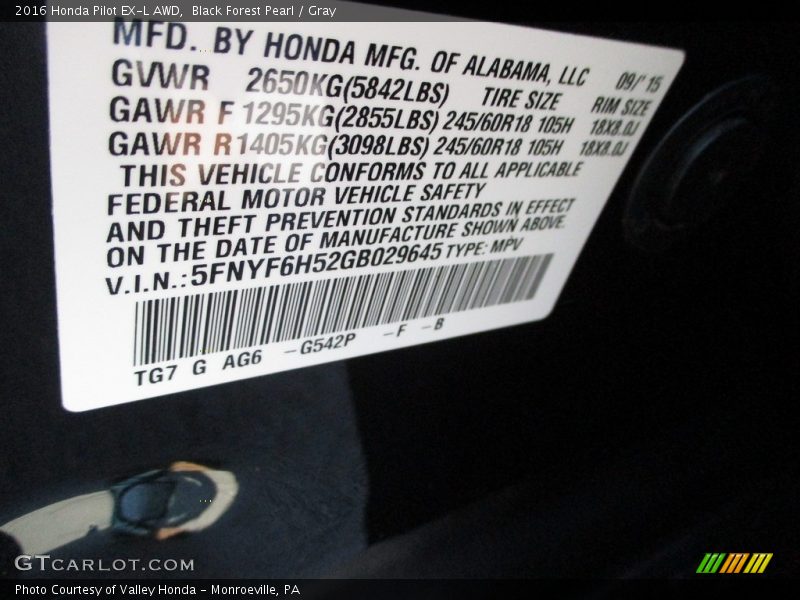 2016 Honda Pilot EX-L AWD,  Black Forest Pearl / Gray
MFD. BY HONDA MFG. OF ALABAMA, LLC 09/'15
GVWR 2650KG(5842LBS) TIRE SIZE RIM SIZE
GAWR F 1295KG(2855LBS) 245/60R18 105H 18X8.0J
GAWR R 1405KG(3098LBS) 245/60R18 105H 18X8.0J
THIS VEHICLE CONFORMS TO ALL APPLICABLE
FEDERAL MOTOR VEHICLE SAFETY
AND THEFT PREVENTION STANDARDS IN EFFECT
ON THE DATE OF MANUFACTURE SHOWN ABOVE.
V.I.N.: 5FNYF6H52GB029645 TYPE: MPV
TG7 G AG6 -G542P -F -B
GTCARLOT.COM
Photo Courtesy of Valley Honda - Monroeville, PA